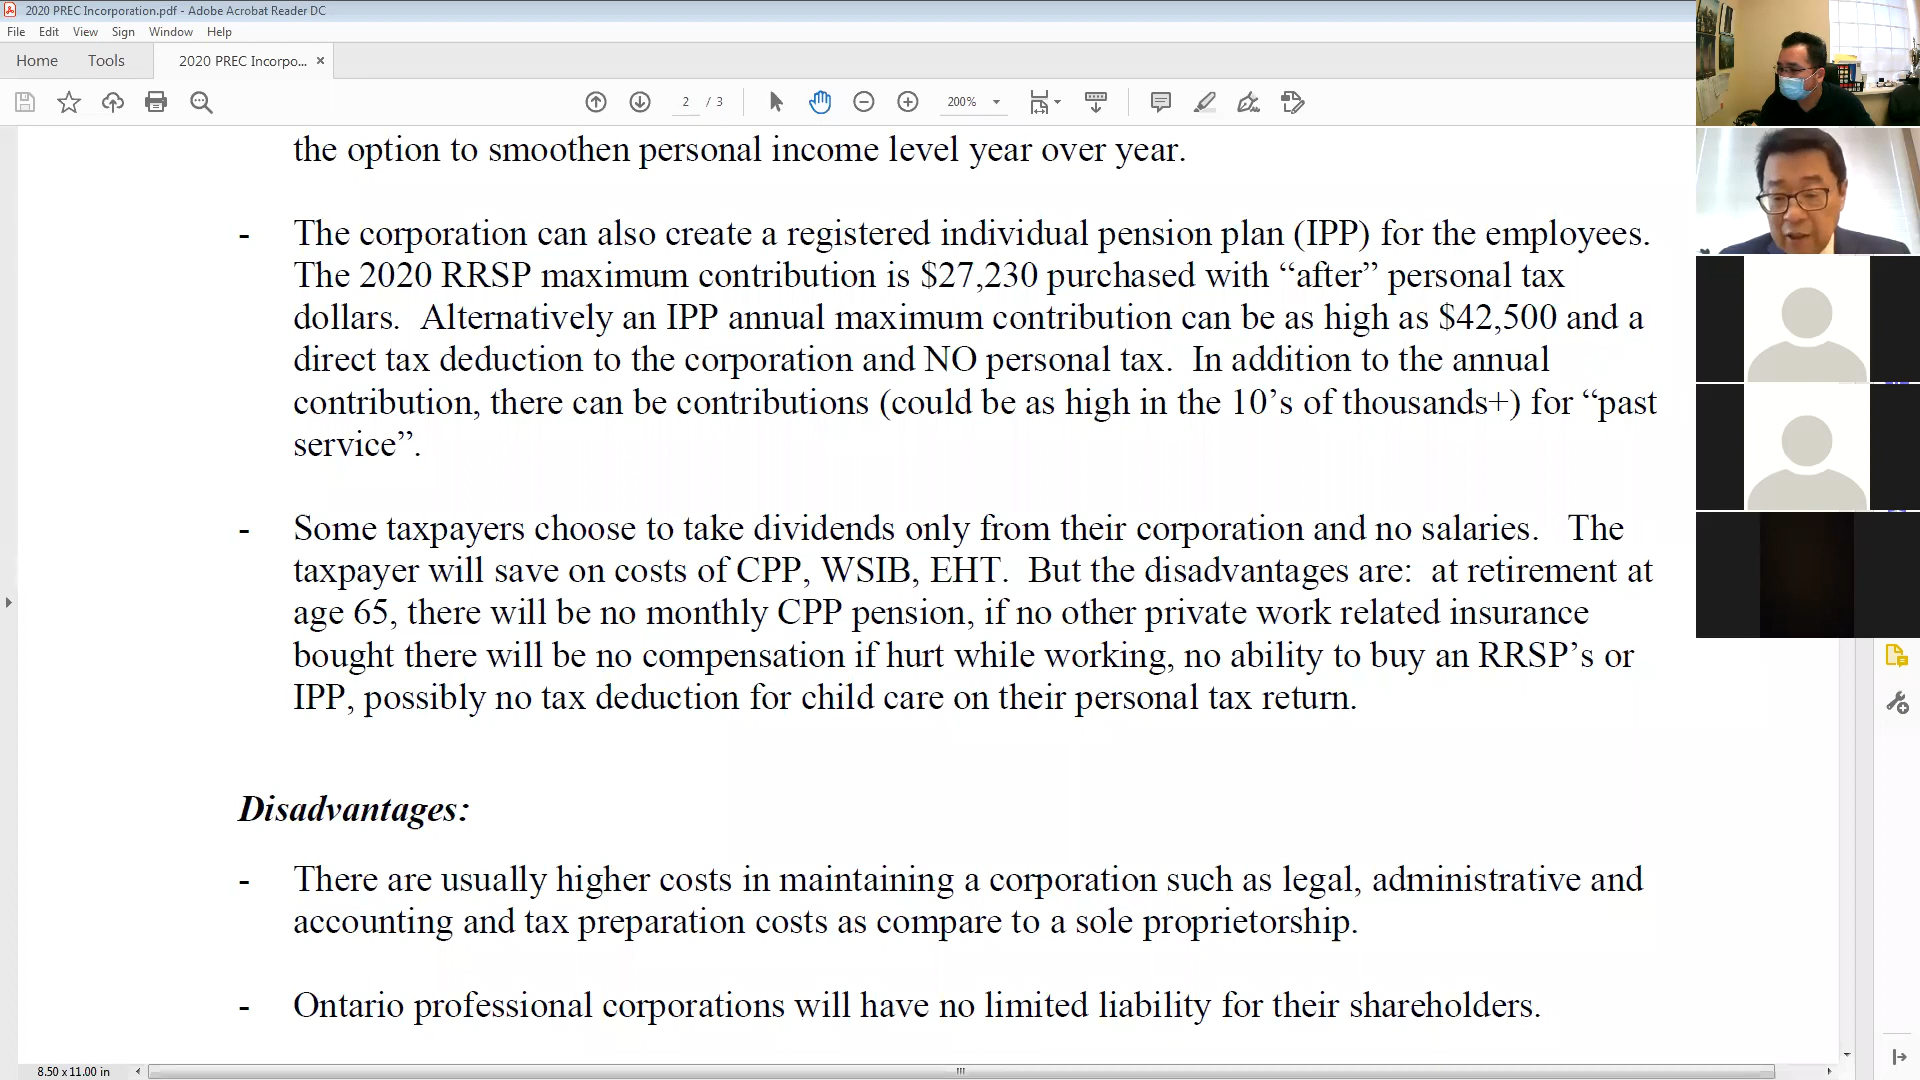 2020 PREC Incorporation.pdf - Adobe Acrobat Reader DC
File Edit View Sign Window Help
Home Tools 2020 PREC Incorpo... ×
2 / 3 200%
the option to smoothen personal income level year over year.
- The corporation can also create a registered individual pension plan (IPP) for the employees.
The 2020 RRSP maximum contribution is $27,230 purchased with “after” personal tax
dollars. Alternatively an IPP annual maximum contribution can be as high as $42,500 and a
direct tax deduction to the corporation and NO personal tax. In addition to the annual
contribution, there can be contributions (could be as high in the 10’s of thousands+) for “past
service”.
- Some taxpayers choose to take dividends only from their corporation and no salaries. The
taxpayer will save on costs of CPP, WSIB, EHT. But the disadvantages are: at retirement at
age 65, there will be no monthly CPP pension, if no other private work related insurance
bought there will be no compensation if hurt while working, no ability to buy an RRSP’s or
IPP, possibly no tax deduction for child care on their personal tax return.
Disadvantages:
- There are usually higher costs in maintaining a corporation such as legal, administrative and
accounting and tax preparation costs as compare to a sole proprietorship.
- Ontario professional corporations will have no limited liability for their shareholders.
8.50 x 11.00 in